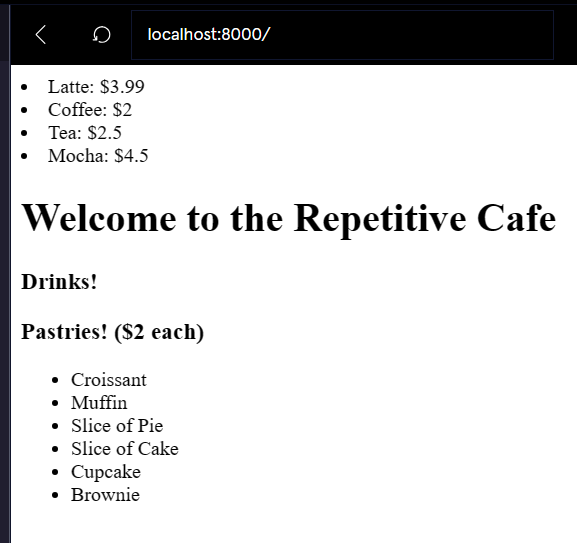 localhost:8000/
Latte: $3.99
Coffee: $2
Tea: $2.5
Mocha: $4.5
Welcome to the Repetitive Cafe
Drinks!
Pastries! ($2 each)
Croissant
Muffin
Slice of Pie
Slice of Cake
Cupcake
Brownie